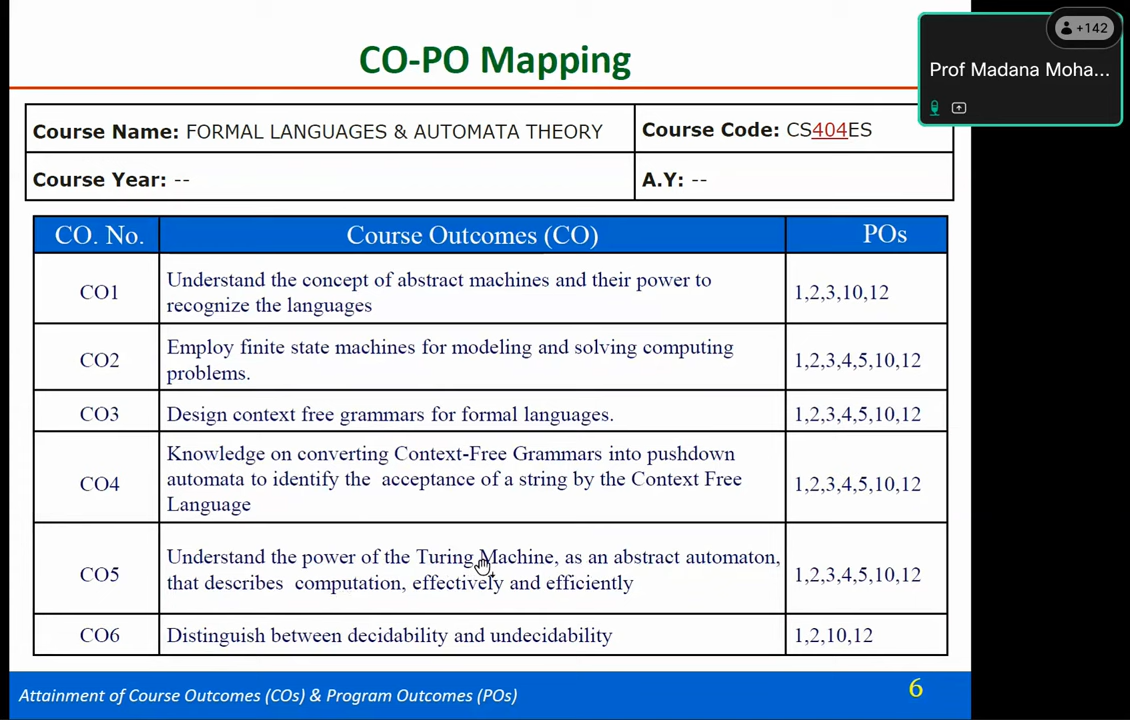 CO-PO Mapping
+142
Prof Madana Moha...
Course Name: FORMAL LANGUAGES & AUTOMATA THEORY
Course Code: CS404ES
Course Year: --
A.Y: --
CO. No.
Course Outcomes (CO)
POs
CO1
Understand the concept of abstract machines and their power to
recognize the languages
1,2,3,10,12
CO2
Employ finite state machines for modeling and solving computing
problems.
1,2,3,4,5,10,12
CO3
Design context free grammars for formal languages.
1,2,3,4,5,10,12
CO4
Knowledge on converting Context-Free Grammars into pushdown
automata to identify the acceptance of a string by the Context Free
Language
1,2,3,4,5,10,12
CO5
Understand the power of the Turing Machine, as an abstract automaton,
that describes computation, effectively and efficiently
1,2,3,4,5,10,12
CO6
Distinguish between decidability and undecidability
1,2,10,12
Attainment of Course Outcomes (COs) & Program Outcomes (POs)
6